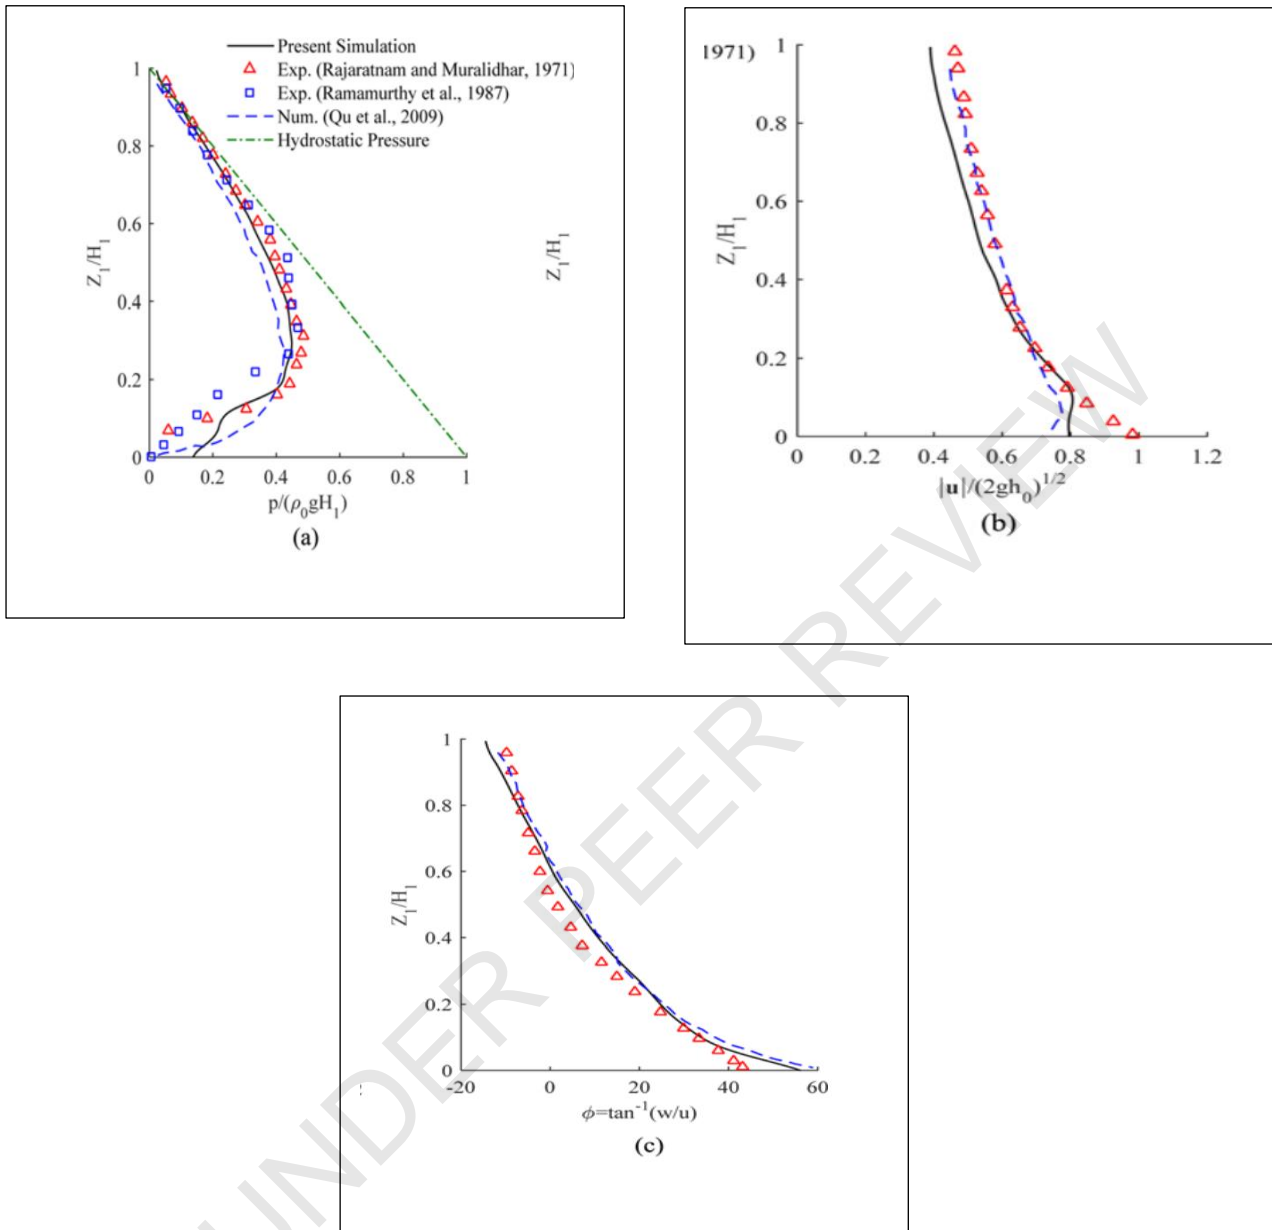 Present Simulation
Exp. (Rajaratnam and Muralidhar, 1971)
Exp. (Ramamurthy et al., 1987)
Num. (Qu et al., 2009)
Hydrostatic Pressure
1
0.8
0.6
0.4
0.2
0
Z₁/H₁
0 0.2 0.4 0.6 0.8 1
p/(ρ₀gH₁)
(a)
Z₁/H₁
1971)
1
0.8
0.6
0.4
0.2
0
Z₁/H₁
0 0.2 0.4 0.6 0.8 1 1.2
|u|/(2gh₀)^1/2
(b)
1
0.8
0.6
0.4
0.2
0
Z₁/H₁
-20 0 20 40 60
ϕ=tan⁻¹(w/u)
(c)
UNDER PEER REVIEW